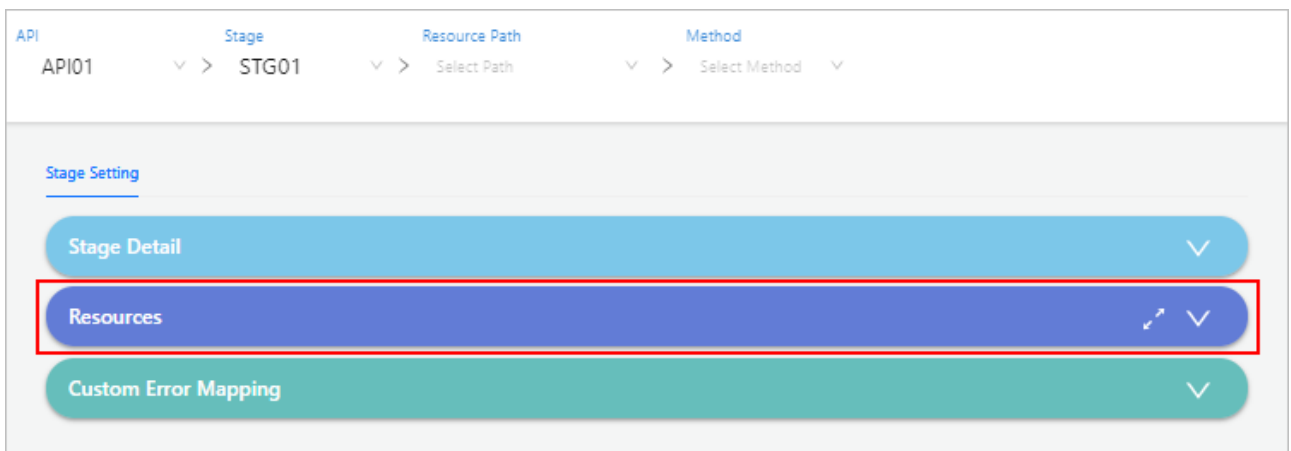 API Stage Resource Path Method
API01 > STG01 > Select Path > Select Method
Stage Setting
Stage Detail
Resources
Custom Error Mapping